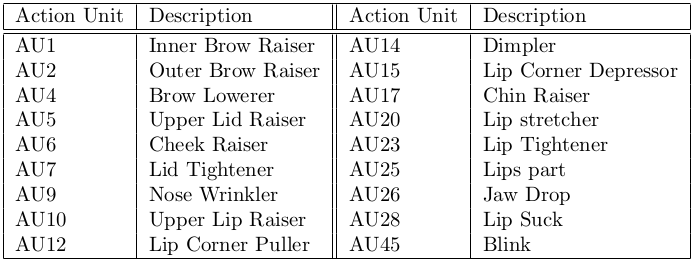 Action Unit Description Action Unit Description
AU1 Inner Brow Raiser AU14 Dimpler
AU2 Outer Brow Raiser AU15 Lip Corner Depressor
AU4 Brow Lowerer AU17 Chin Raiser
AU5 Upper Lid Raiser AU20 Lip stretcher
AU6 Cheek Raiser AU23 Lip Tightener
AU7 Lid Tightener AU25 Lips part
AU9 Nose Wrinkler AU26 Jaw Drop
AU10 Upper Lip Raiser AU28 Lip Suck
AU12 Lip Corner Puller AU45 Blink